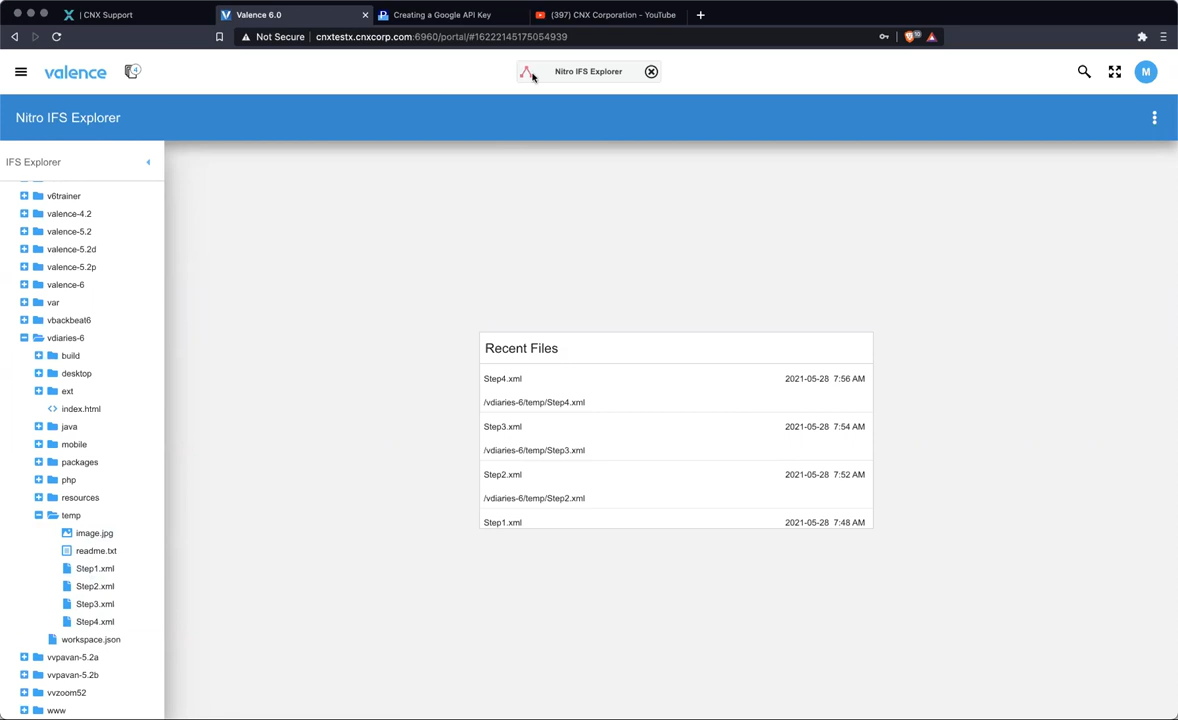 | CNX Support
Valence 6.0
Creating a Google API Key
(397) CNX Corporation - YouTube
Not Secure | cnxtestx.cnxcorp.com:6960/portal/#16222145175054939
10
valence
4
Nitro IFS Explorer
M
Nitro IFS Explorer
IFS Explorer
v6trainer
valence-4.2
valence-5.2
valence-5.2d
valence-5.2p
valence-6
var
vbackbeat6
vdiaries-6
build
desktop
ext
index.html
java
mobile
packages
php
resources
temp
image.jpg
readme.txt
Step1.xml
Step2.xml
Step3.xml
Step4.xml
workspace.json
vvpavan-5.2a
vvpavan-5.2b
vvzoom52
www
Recent Files
Step4.xml 2021-05-28 7:56 AM
/vdiaries-6/temp/Step4.xml
Step3.xml 2021-05-28 7:54 AM
/vdiaries-6/temp/Step3.xml
Step2.xml 2021-05-28 7:52 AM
/vdiaries-6/temp/Step2.xml
Step1.xml 2021-05-28 7:48 AM